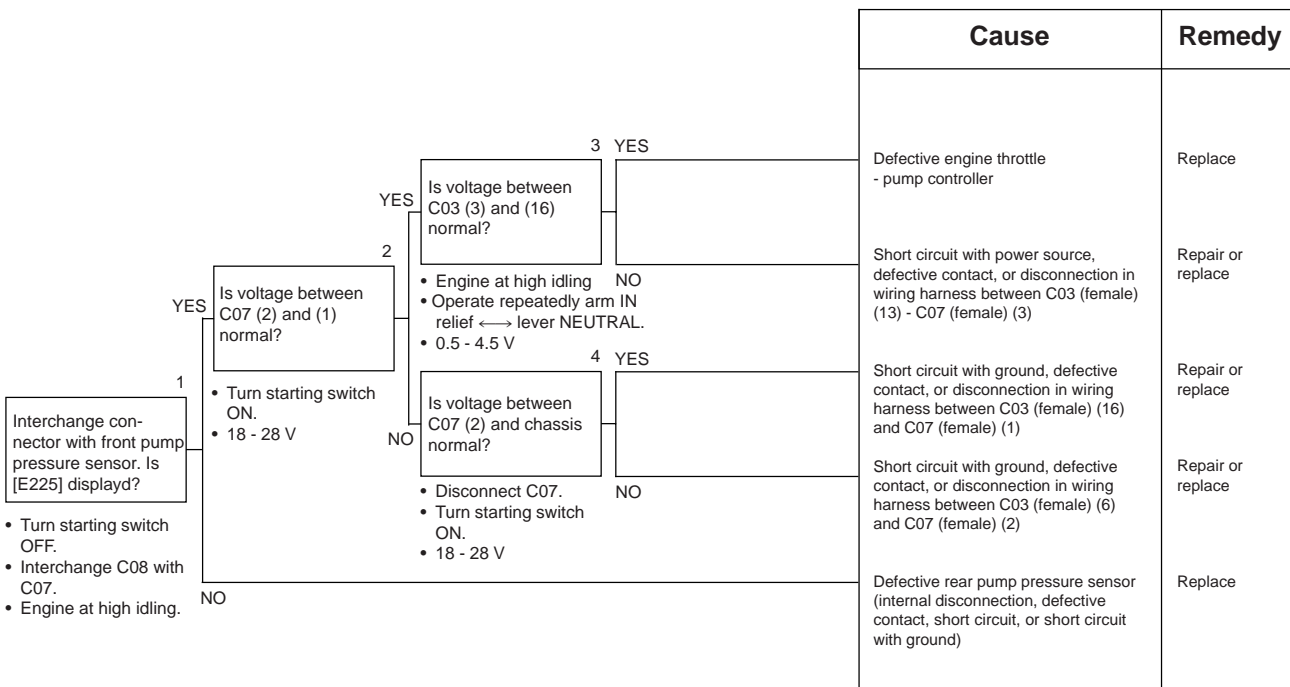 Cause
Remedy
3 YES
Is voltage between
C03 (3) and (16)
normal?
YES
• Engine at high idling
• Operate repeatedly arm IN
relief ←→ lever NEUTRAL.
• 0.5 - 4.5 V
NO
Defective engine throttle
- pump controller
Replace
2
Is voltage between
C07 (2) and (1)
normal?
YES
• Turn starting switch
ON.
• 18 - 28 V
Short circuit with power source,
defective contact, or disconnection in
wiring harness between C03 (female)
(13) - C07 (female) (3)
Repair or
replace
4 YES
Is voltage between
C07 (2) and chassis
normal?
NO
• Disconnect C07.
• Turn starting switch
ON.
• 18 - 28 V
NO
Short circuit with ground, defective
contact, or disconnection in wiring
harness between C03 (female) (16)
and C07 (female) (1)
Repair or
replace
Short circuit with ground, defective
contact, or disconnection in wiring
harness between C03 (female) (6)
and C07 (female) (2)
Repair or
replace
1
Interchange con-
nector with front pump
pressure sensor. Is
[E225] displayd?
• Turn starting switch
OFF.
• Interchange C08 with
C07.
• Engine at high idling.
NO
Defective rear pump pressure sensor
(internal disconnection, defective
contact, short circuit, or short circuit
with ground)
Replace